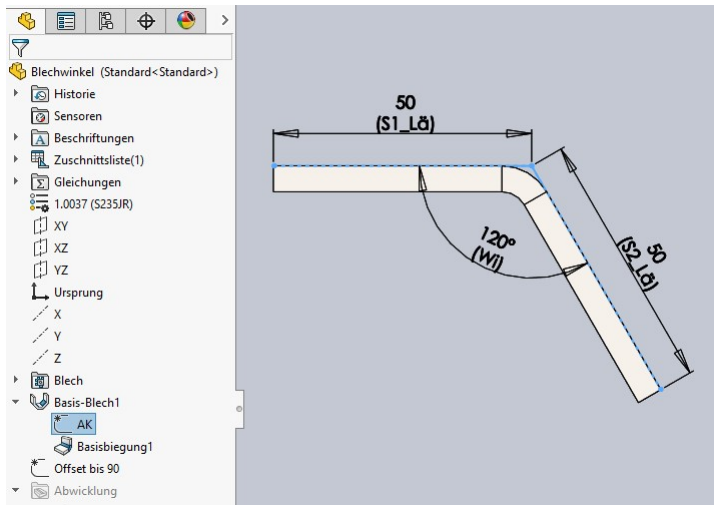 Blechwinkel (Standard<Standard>)
Historie
Sensoren
Beschriftungen
Zuschnittsliste(1)
Gleichungen
1.0037 (S235JR)
XY
XZ
YZ
Ursprung
X
Y
Z
Blech
Basis-Blech1
AK
Basisbiegung1
Offset bis 90
Abwicklung
50
(S1_Lä)
120°
(Wi)
50
(S2_Lä)